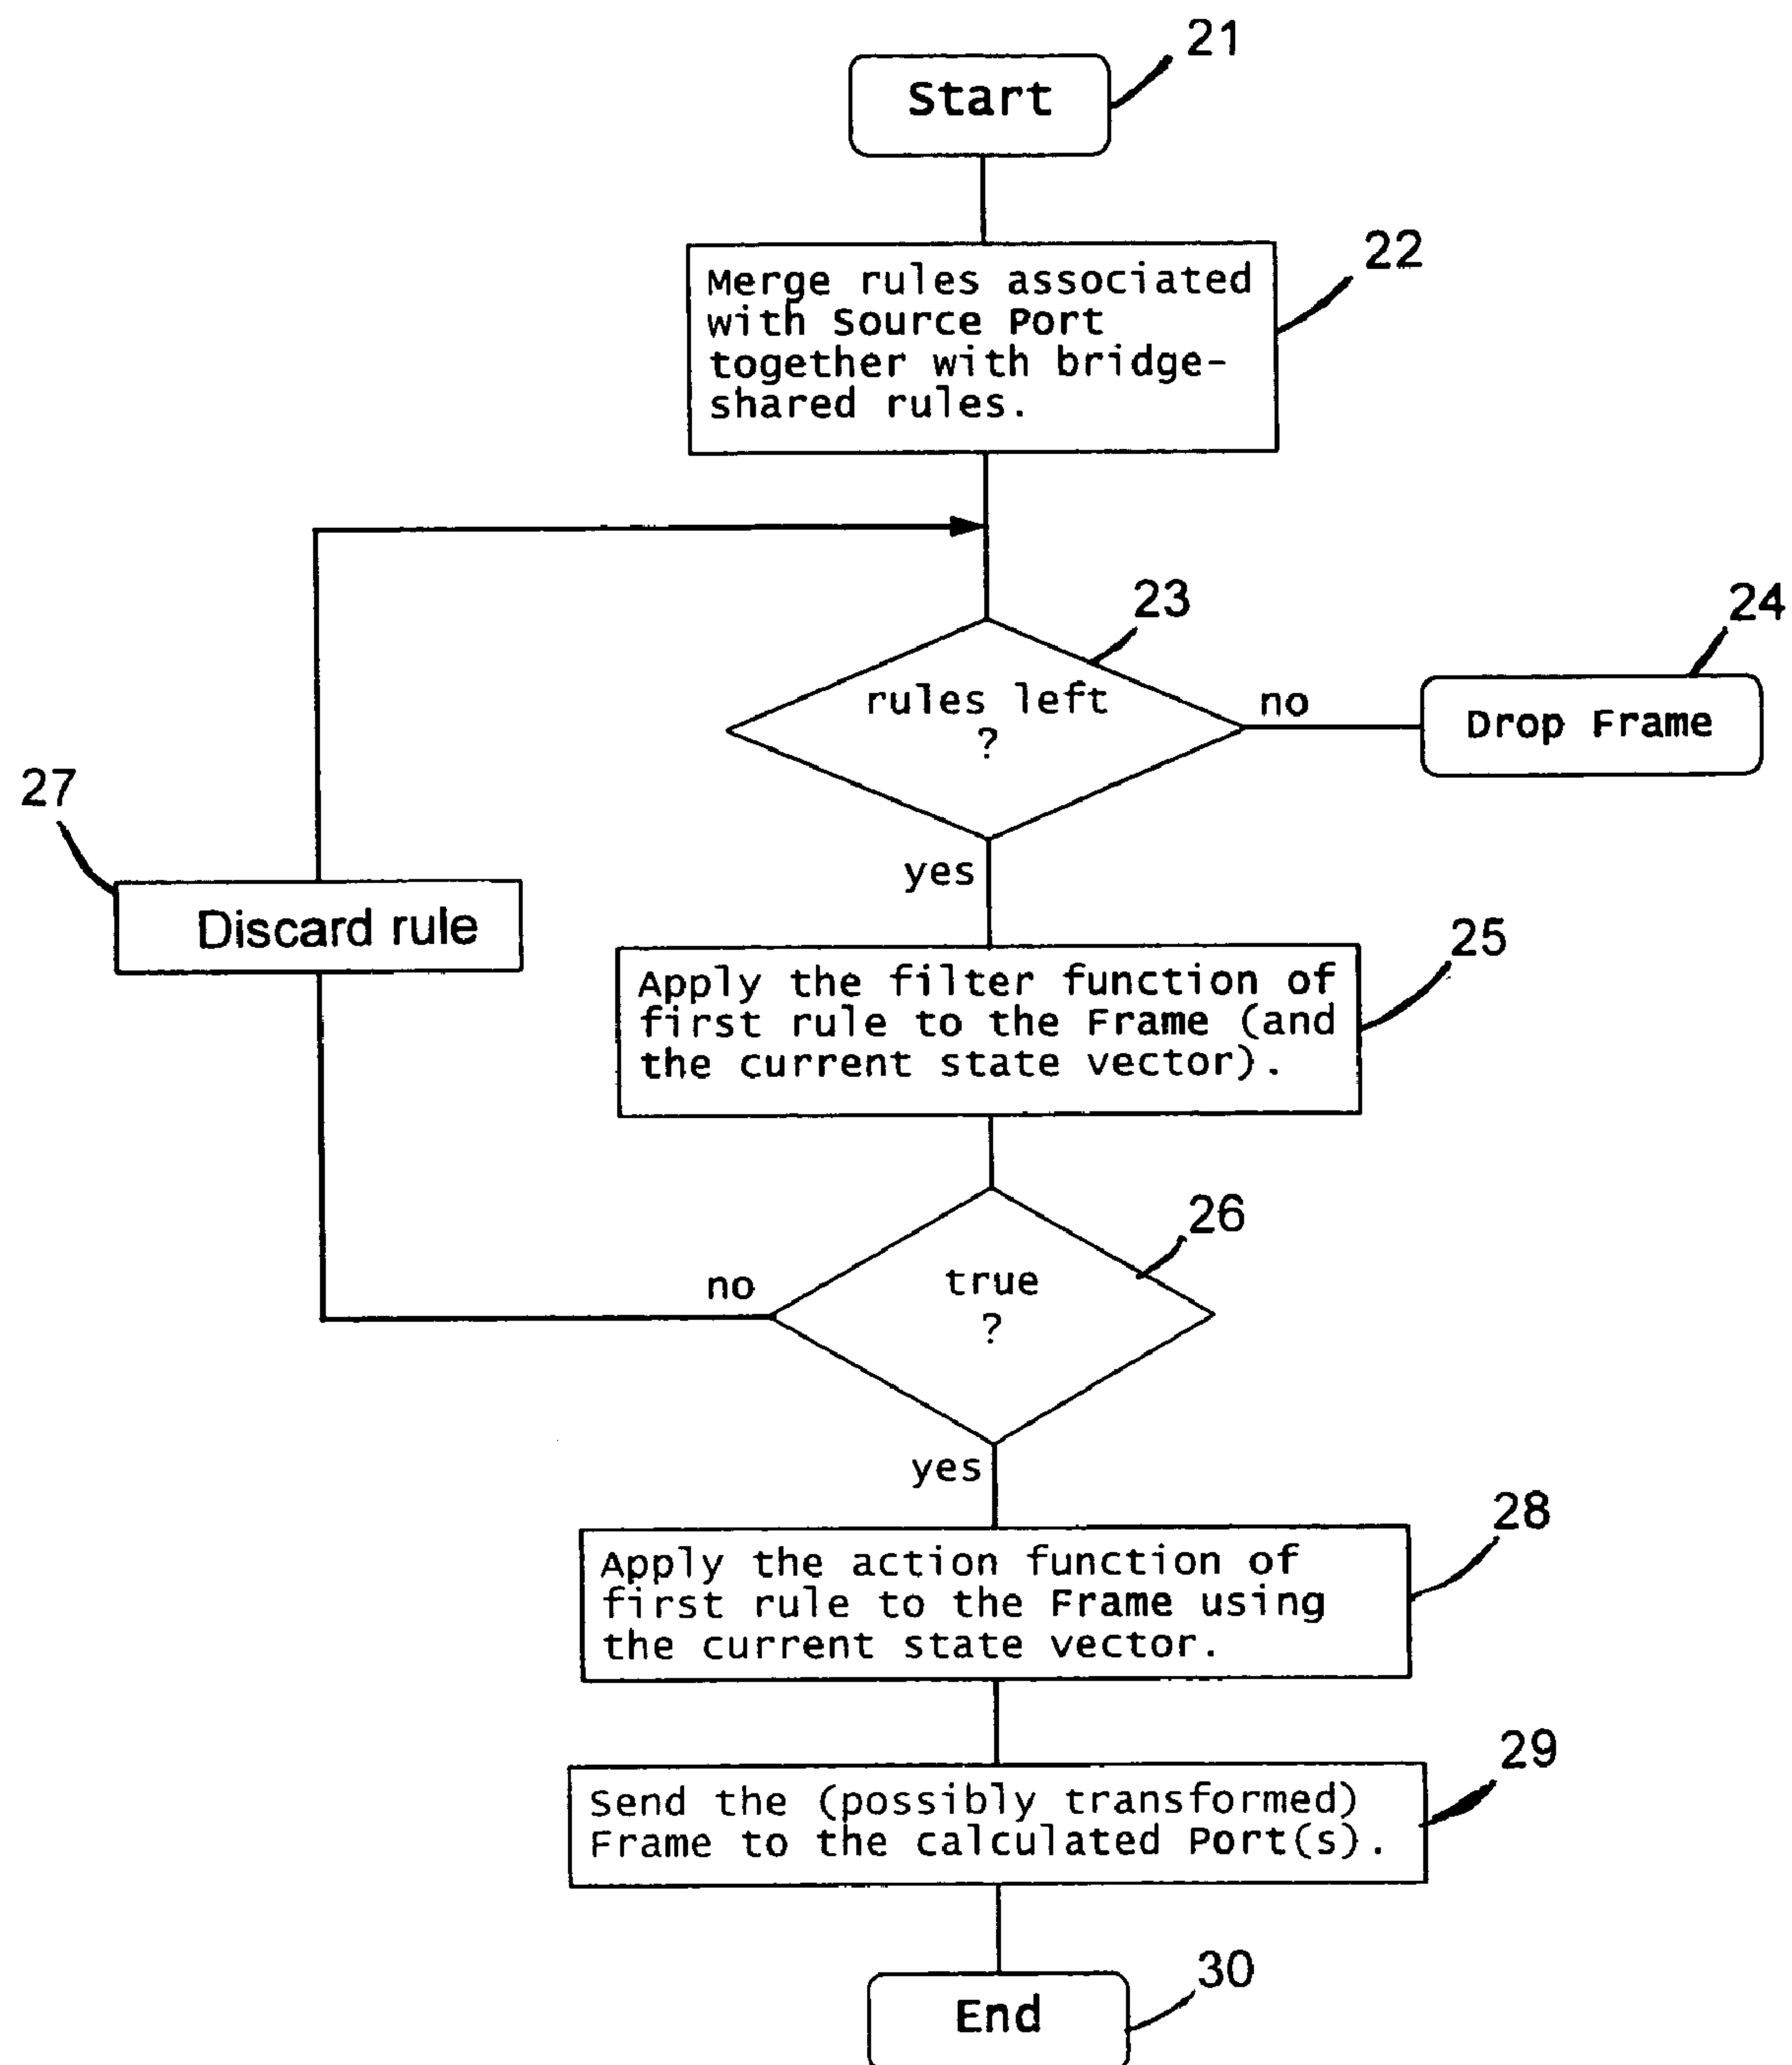 21
Start
22
Merge rules associated
with Source Port
together with bridge-
shared rules.
23
24
rules left
?
no
Drop Frame
27
yes
Discard rule
25
Apply the filter function of
first rule to the Frame (and
the current state vector).
26
no
true
?
yes
28
Apply the action function of
first rule to the Frame using
the current state vector.
29
Send the (possibly transformed)
Frame to the calculated Port(s).
30
End